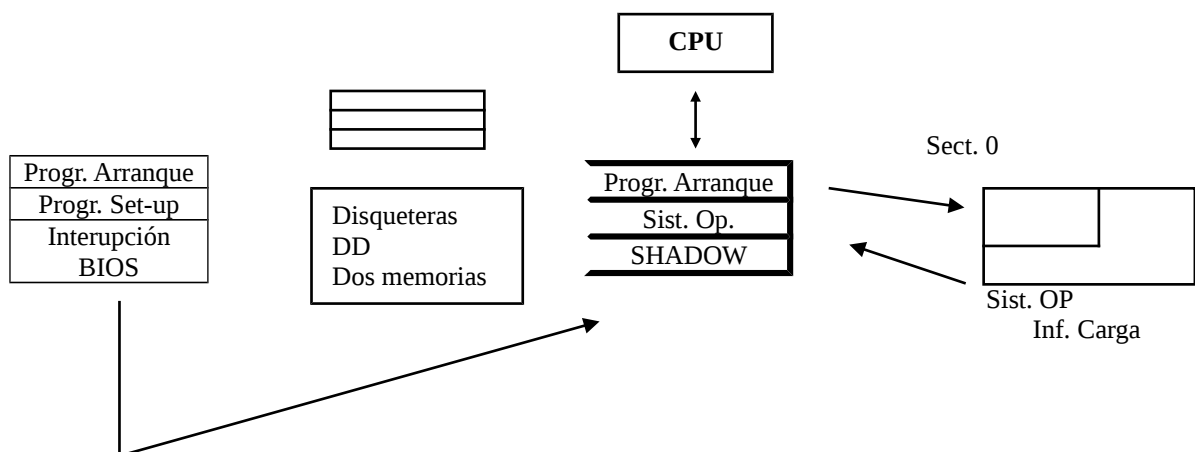 CPU
Sect. 0
Progr. Arranque
Progr. Set-up
Interupción
BIOS
Disqueteras
DD
Dos memorias
Progr. Arranque
Sist. Op.
SHADOW
Sist. OP
Inf. Carga